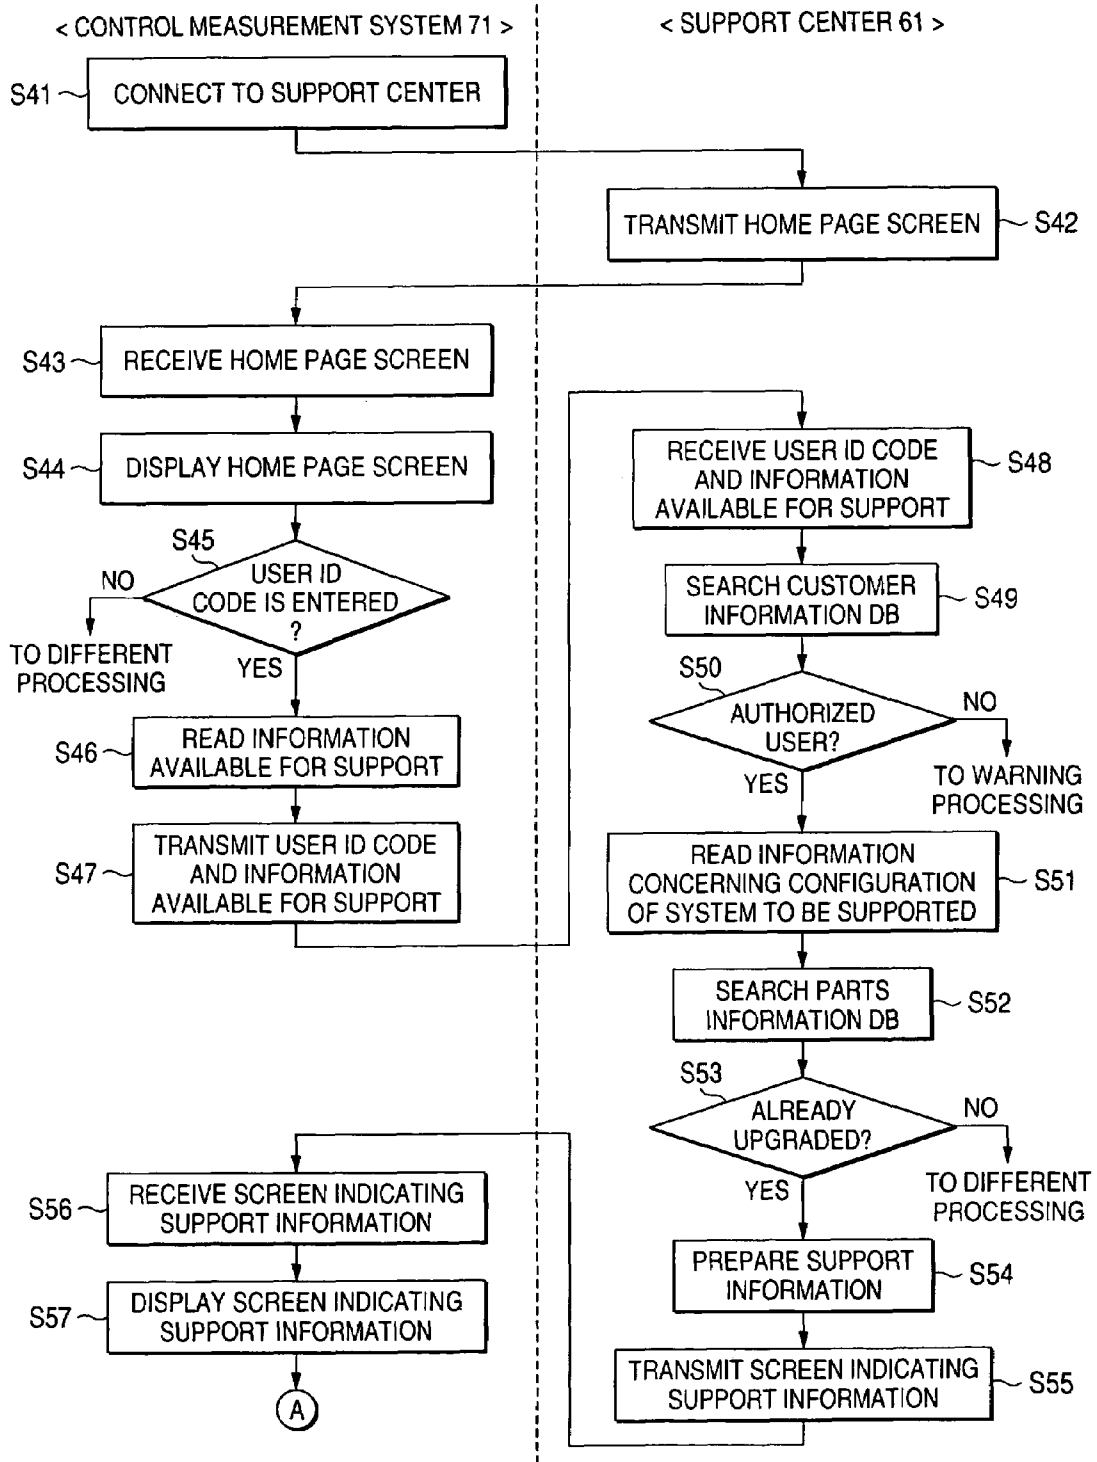 < CONTROL MEASUREMENT SYSTEM 71 >
< SUPPORT CENTER 61 >
S41
CONNECT TO SUPPORT CENTER
TRANSMIT HOME PAGE SCREEN
S42
S43
RECEIVE HOME PAGE SCREEN
S44
DISPLAY HOME PAGE SCREEN
S45
USER ID
CODE IS ENTERED
?
NO
TO DIFFERENT
PROCESSING
YES
S46
READ INFORMATION
AVAILABLE FOR SUPPORT
S47
TRANSMIT USER ID CODE
AND INFORMATION
AVAILABLE FOR SUPPORT
RECEIVE USER ID CODE
AND INFORMATION
AVAILABLE FOR SUPPORT
S48
SEARCH CUSTOMER
INFORMATION DB
S49
S50
AUTHORIZED
USER?
NO
TO WARNING
PROCESSING
YES
READ INFORMATION
CONCERNING CONFIGURATION
OF SYSTEM TO BE SUPPORTED
S51
SEARCH PARTS
INFORMATION DB
S52
S53
ALREADY
UPGRADED?
NO
TO DIFFERENT
PROCESSING
YES
PREPARE SUPPORT
INFORMATION
S54
TRANSMIT SCREEN INDICATING
SUPPORT INFORMATION
S55
S56
RECEIVE SCREEN INDICATING
SUPPORT INFORMATION
S57
DISPLAY SCREEN INDICATING
SUPPORT INFORMATION
A